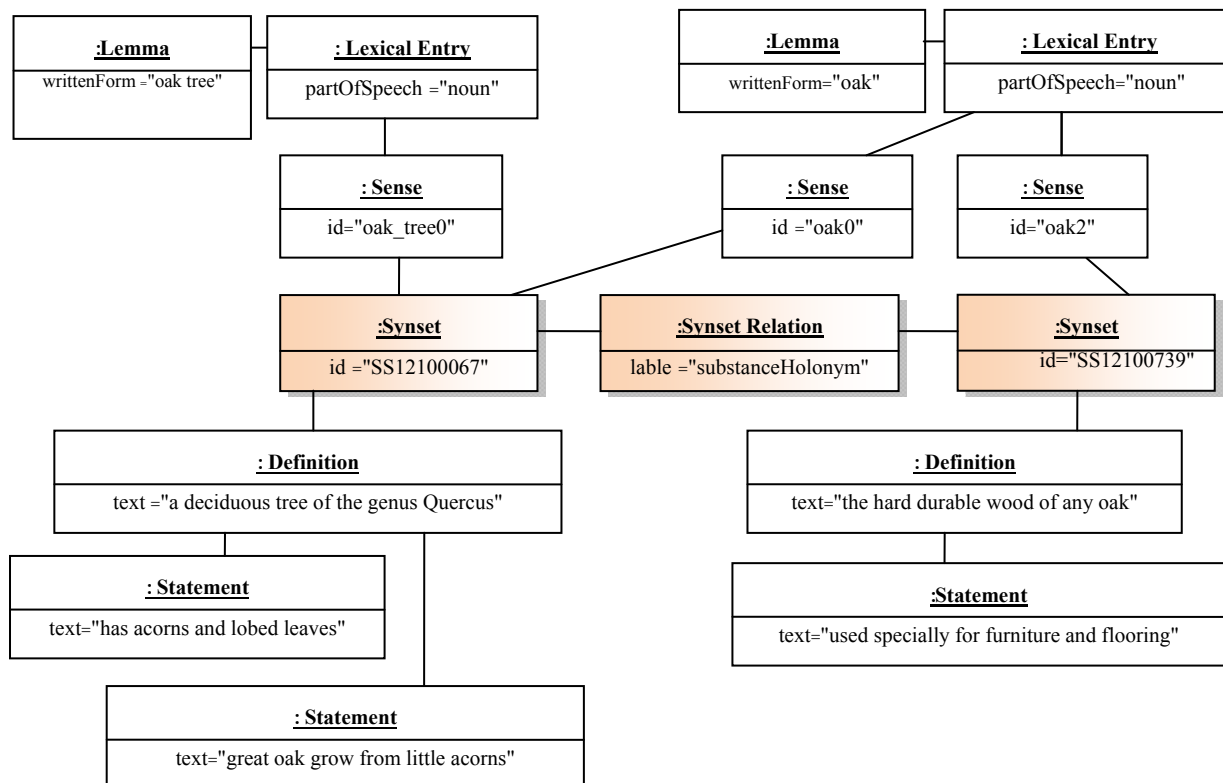 :Lemma
writtenForm ="oak tree"
: Lexical Entry
partOfSpeech ="noun"
:Lemma
writtenForm="oak"
: Lexical Entry
partOfSpeech="noun"
: Sense
id="oak_tree0"
: Sense
id ="oak0"
: Sense
id="oak2"
:Synset
id ="SS12100067"
:Synset Relation
lable ="substanceHolonym"
:Synset
id="SS12100739"
: Definition
text ="a deciduous tree of the genus Quercus"
: Definition
text="the hard durable wood of any oak"
: Statement
text="has acorns and lobed leaves"
:Statement
text="used specially for furniture and flooring"
: Statement
text="great oak grow from little acorns"